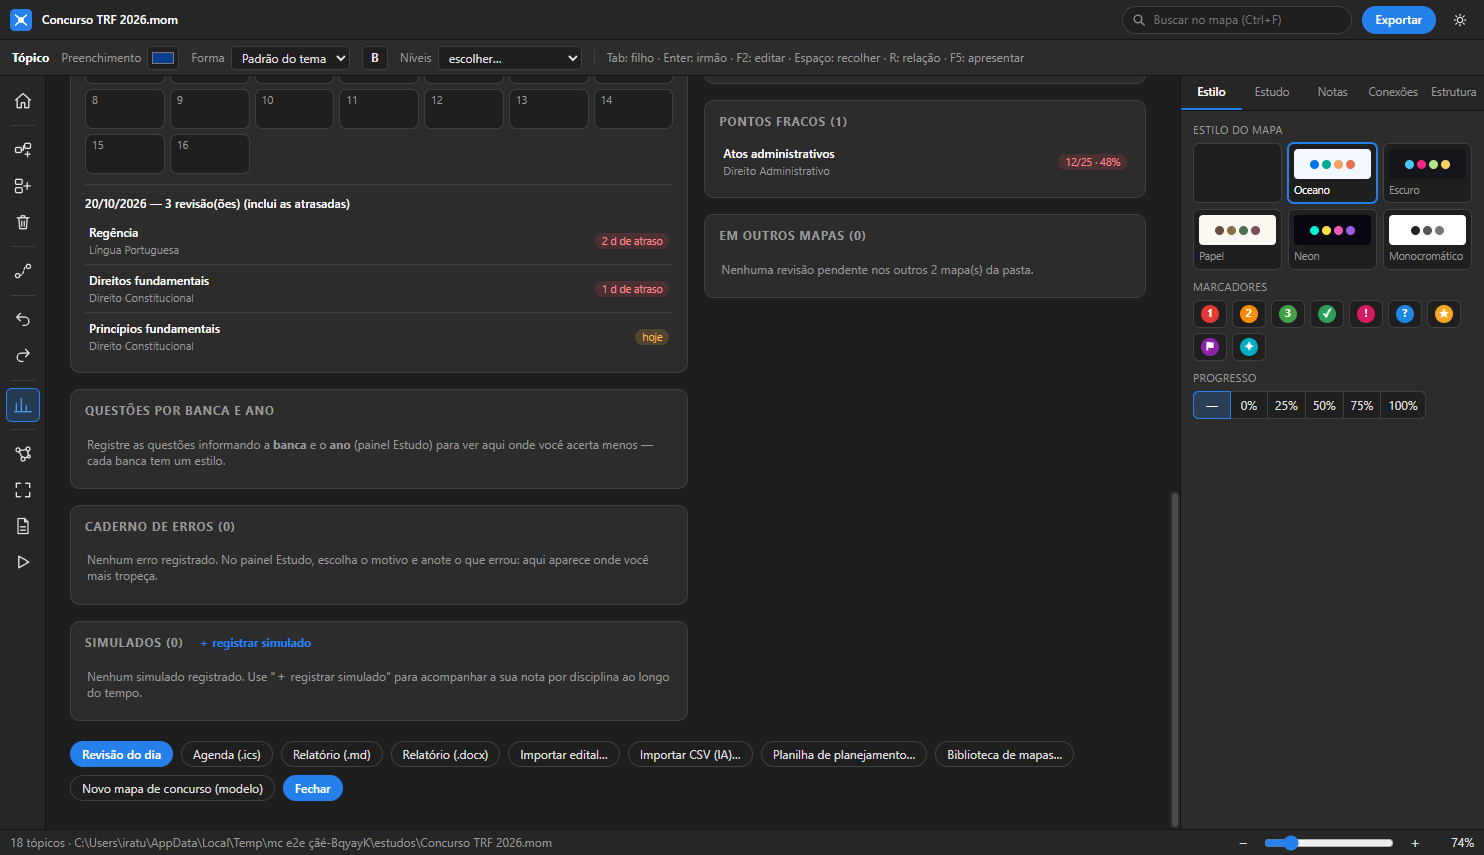 Concurso TRF 2026.mom
Buscar no mapa (Ctrl+F)
Exportar
Tópico
Preenchimento
Forma
Padrão do tema
B
Níveis
escolher...
Tab: filho · Enter: irmão · F2: editar · Espaço: recolher · R: relação · F5: apresentar
8
9
10
11
12
13
14
15
16
20/10/2026 — 3 revisão(ões) (inclui as atrasadas)
Regência
Língua Portuguesa
2 d de atraso
Direitos fundamentais
Direito Constitucional
1 d de atraso
Princípios fundamentais
Direito Constitucional
hoje
QUESTÕES POR BANCA E ANO
Registre as questões informando a banca e o ano (painel Estudo) para ver aqui onde você acerta menos —
cada banca tem um estilo.
CADERNO DE ERROS (0)
Nenhum erro registrado. No painel Estudo, escolha o motivo e anote o que errou: aqui aparece onde você
mais tropeça.
SIMULADOS (0)
+ registrar simulado
Nenhum simulado registrado. Use "+ registrar simulado" para acompanhar a sua nota por disciplina ao longo
do tempo.
PONTOS FRACOS (1)
Atos administrativos
Direito Administrativo
12/25 · 48%
EM OUTROS MAPAS (0)
Nenhuma revisão pendente nos outros 2 mapa(s) da pasta.
Revisão do dia
Agenda (.ics)
Relatório (.md)
Relatório (.docx)
Importar edital...
Importar CSV (IA)...
Planilha de planejamento...
Biblioteca de mapas...
Novo mapa de concurso (modelo)
Fechar
Estilo
Estudo
Notas
Conexões
Estrutura
ESTILO DO MAPA
Oceano
Escuro
Papel
Neon
Monocromático
MARCADORES
1
2
3
!
?
PROGRESSO
—
0%
25%
50%
75%
100%
18 tópicos · C:\Users\iratu\AppData\Local\Temp\mc e2e çãé-BqyayK\estudos\Concurso TRF 2026.mom
−
+
74%